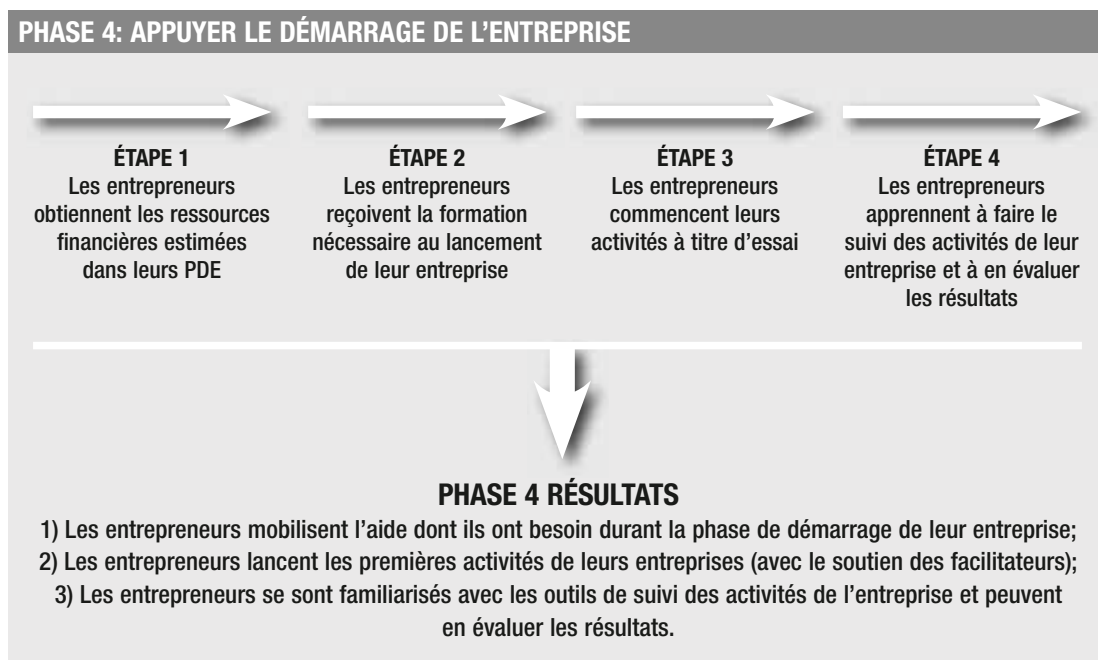 PHASE 4: APPUYER LE DÉMARRAGE DE L’ENTREPRISE
ÉTAPE 1
Les entrepreneurs
obtiennent les ressources
financières estimées
dans leurs PDE
ÉTAPE 2
Les entrepreneurs
reçoivent la formation
nécessaire au lancement
de leur entreprise
ÉTAPE 3
Les entrepreneurs
commencent leurs
activités à titre d’essai
ÉTAPE 4
Les entrepreneurs
apprennent à faire le
suivi des activités de leur
entreprise et à en évaluer
les résultats
PHASE 4 RÉSULTATS
1) Les entrepreneurs mobilisent l’aide dont ils ont besoin durant la phase de démarrage de leur entreprise;
2) Les entrepreneurs lancent les premières activités de leurs entreprises (avec le soutien des facilitateurs);
3) Les entrepreneurs se sont familiarisés avec les outils de suivi des activités de l’entreprise et peuvent
en évaluer les résultats.